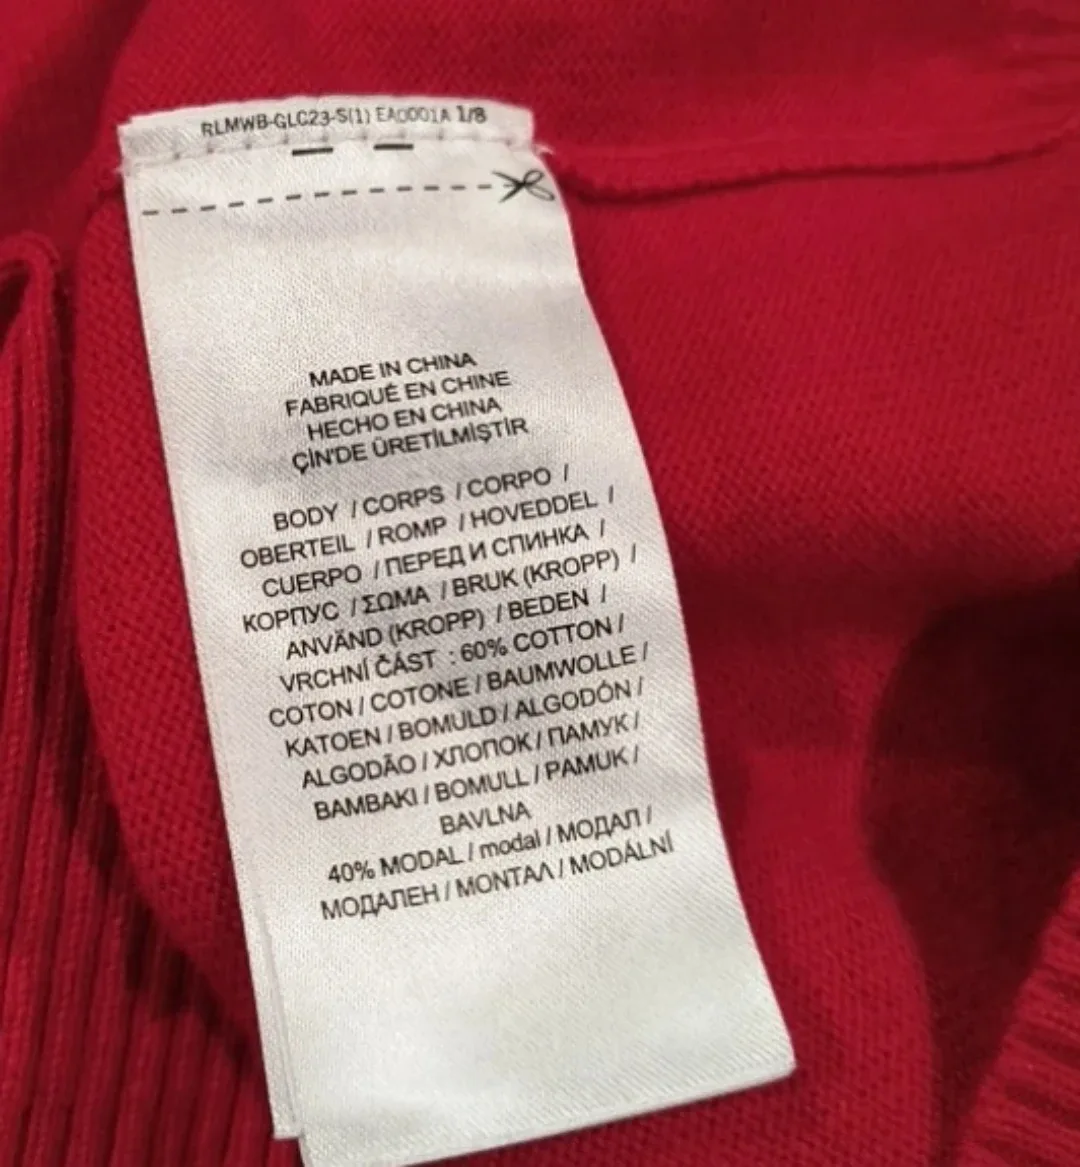 RLMWB-GLC23-S(1) EA0001A 1/8
MADE IN CHINA
FABRIQUÉ EN CHINE
HECHO EN CHINA
ÇİN'DE ÜRETİLMİŞTİR
BODY / CORPS / CORPO /
OBERTEIL / ROMP / HOVEDDEL /
CUERPO / ПЕРЕД И СПИНКА /
КОРПУС / ΣΩΜΑ / BRUK (KROPP) /
ANVÄND (KROPP) / BEDEN /
VRCHNÍ ČÁST : 60% COTTON /
COTON / COTONE / BAUMWOLLE /
KATOEN / BOMULD / ALGODÓN /
ALGODÃO / ХЛОПОК / ПАМУК /
ΒΑΜΒΑΚΙ / BOMULL / PAMUK /
BAVLNA
40% MODAL / modal / МОДАЛ /
МОДАЛЕН / ΜΟΝΤΑΛ / MODÁLNÍ